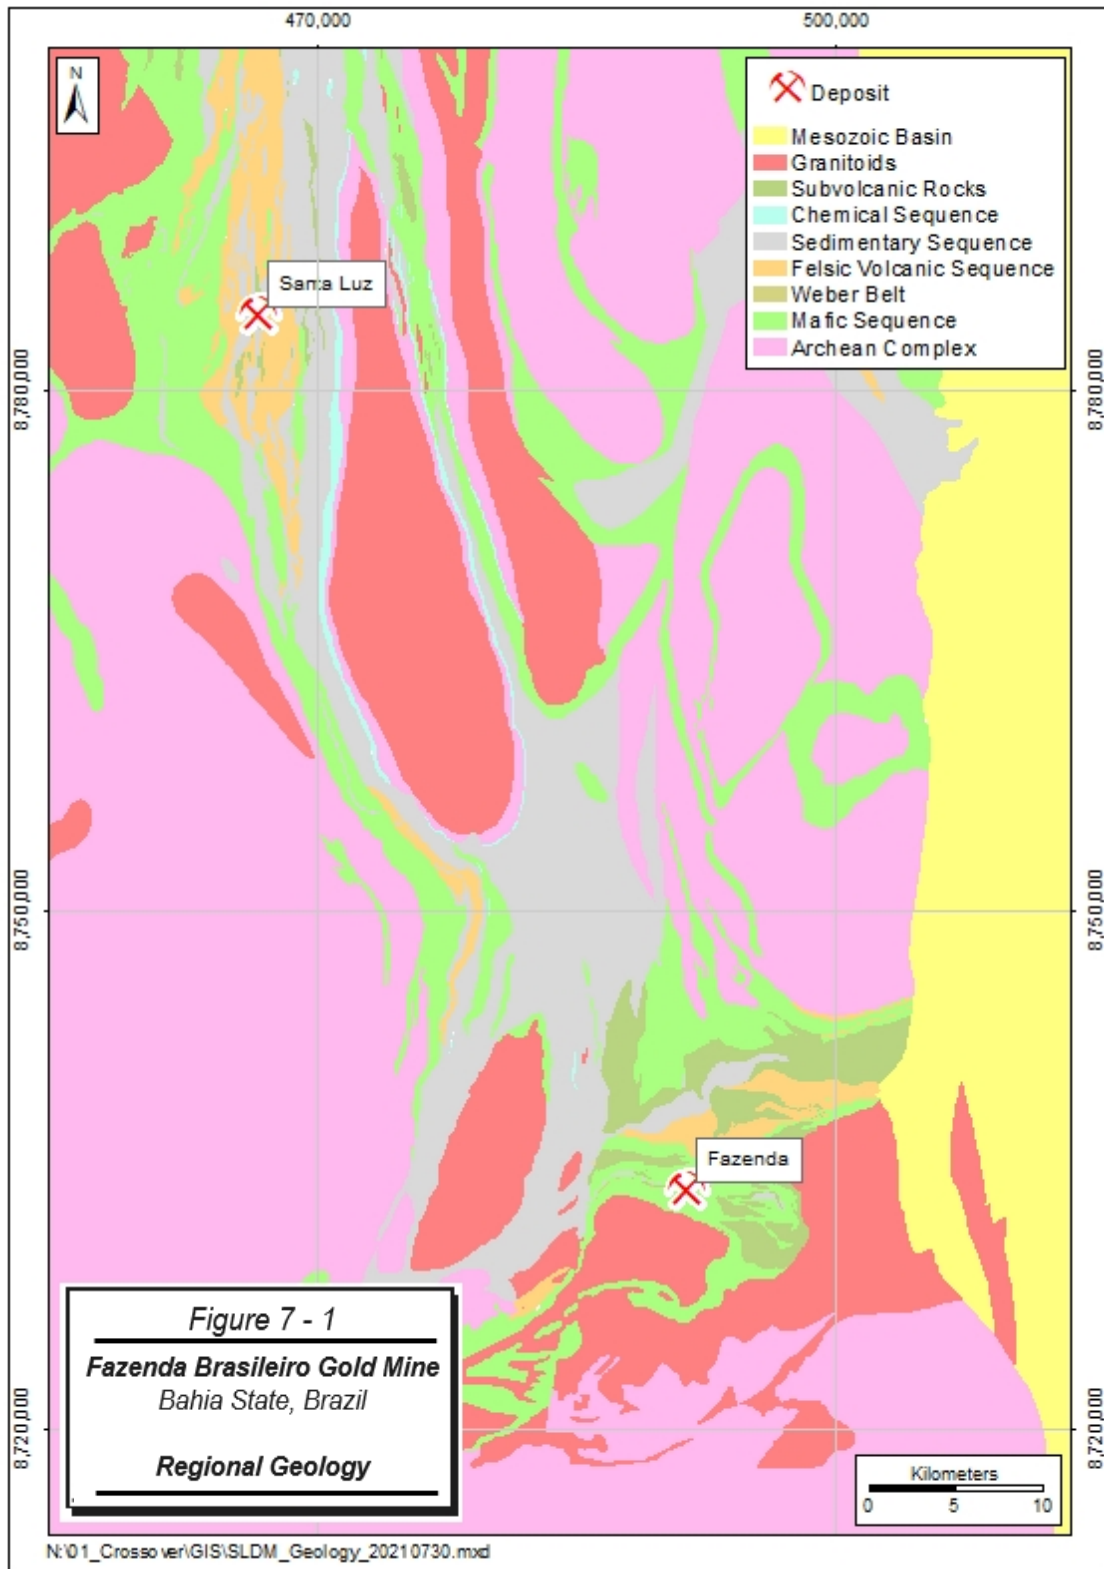 470,000
500,000
N
Deposit
Mesozoic Basin
Granitoids
Subvolcanic Rocks
Chemical Sequence
Sedimentary Sequence
Felsic Volcanic Sequence
Weber Belt
Mafic Sequence
Archean Complex
Santa Luz
8,780,000
8,780,000
8,750,000
8,750,000
Fazenda
Figure 7 - 1
Fazenda Brasileiro Gold Mine
Bahia State, Brazil
Regional Geology
8,720,000
8,720,000
Kilometers
0 5 10
N:\01_Crossover\GIS\SLDM_Geology_20210730.mxd